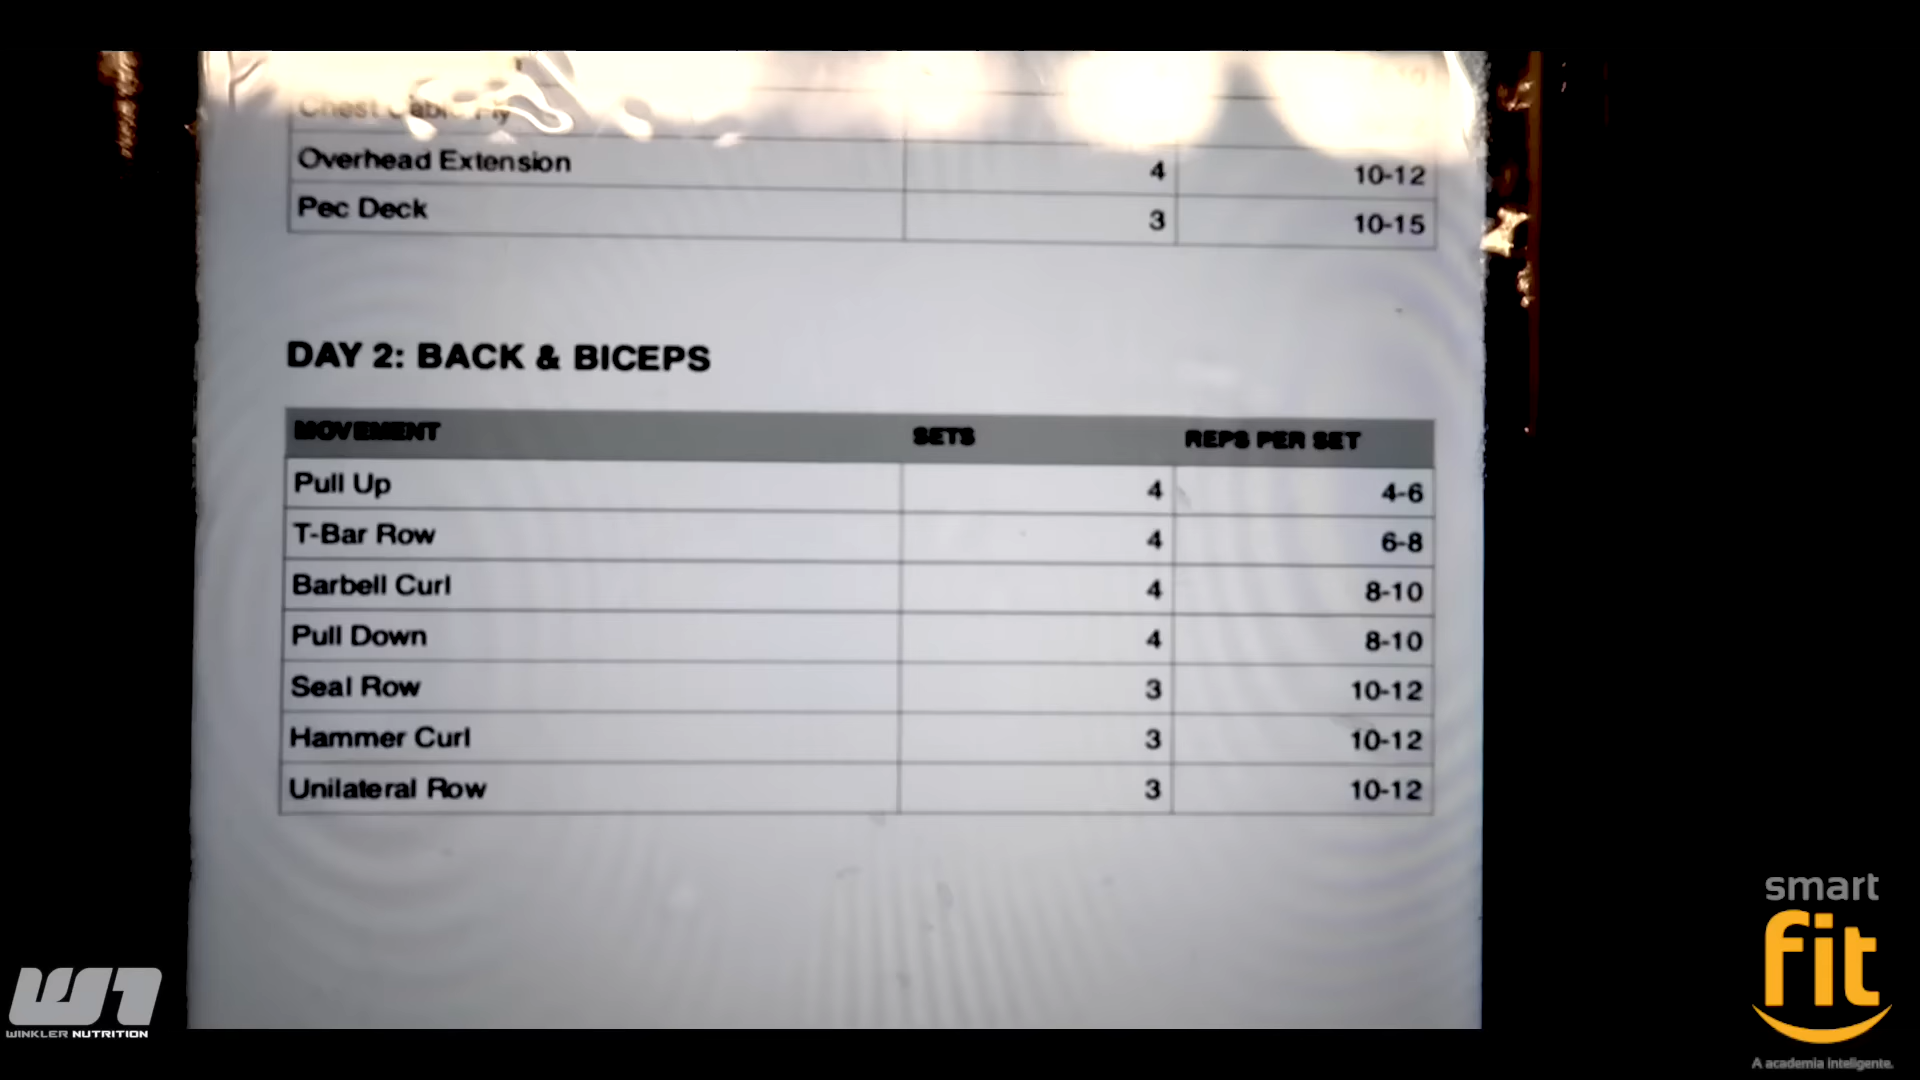 Chest Cable Fly
Overhead Extension 4 10-12
Pec Deck 3 10-15
DAY 2: BACK & BICEPS
MOVEMENT SETS REPS PER SET
Pull Up 4 4-6
T-Bar Row 4 6-8
Barbell Curl 4 8-10
Pull Down 4 8-10
Seal Row 3 10-12
Hammer Curl 3 10-12
Unilateral Row 3 10-12
WINKLER NUTRITION
smart
fit
A academia inteligente.